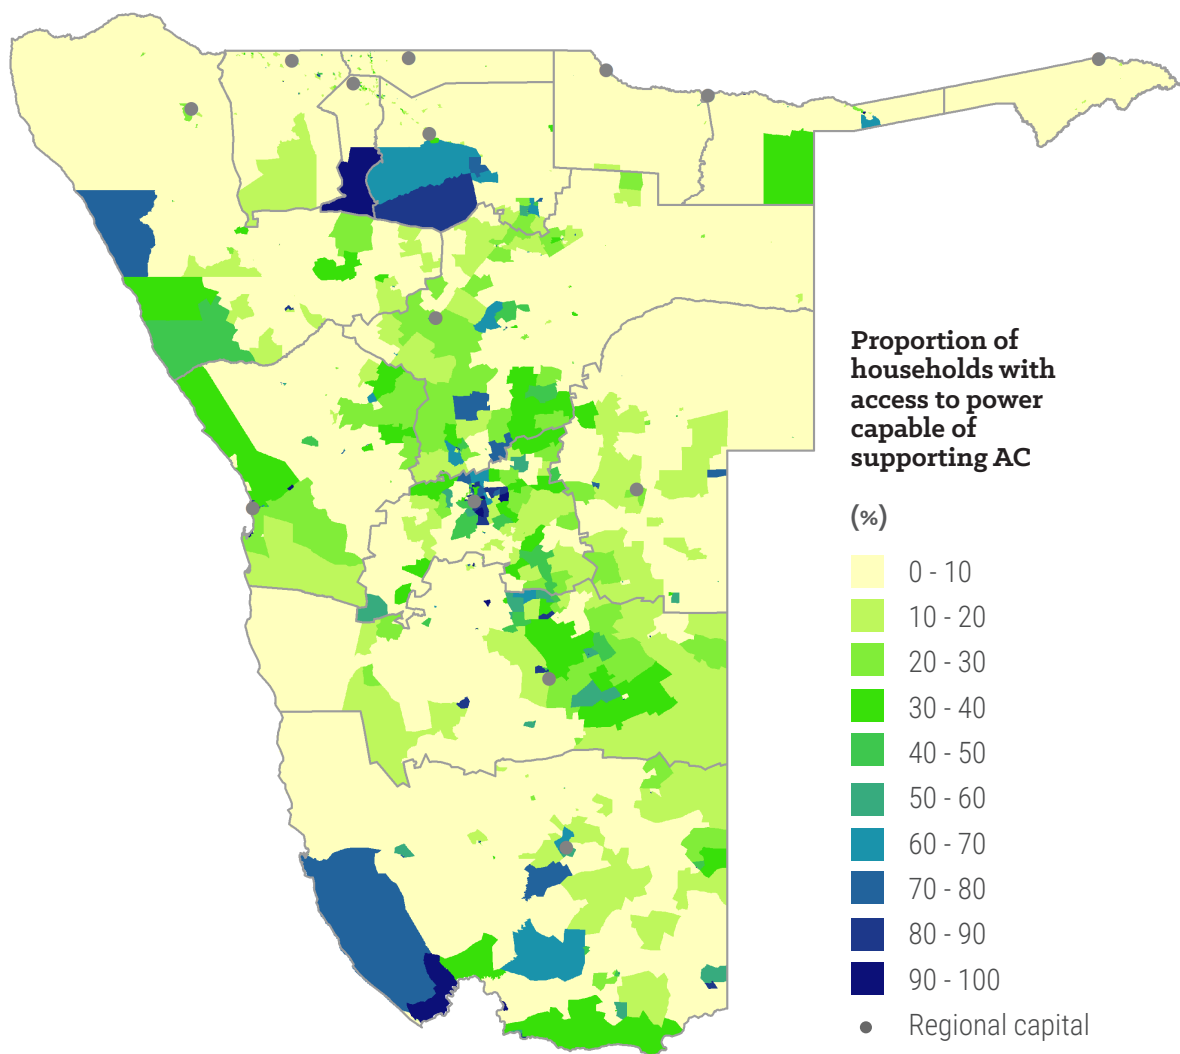 Proportion of
households with
access to power
capable of
supporting AC
(%)
0 - 10
10 - 20
20 - 30
30 - 40
40 - 50
50 - 60
60 - 70
70 - 80
80 - 90
90 - 100
Regional capital